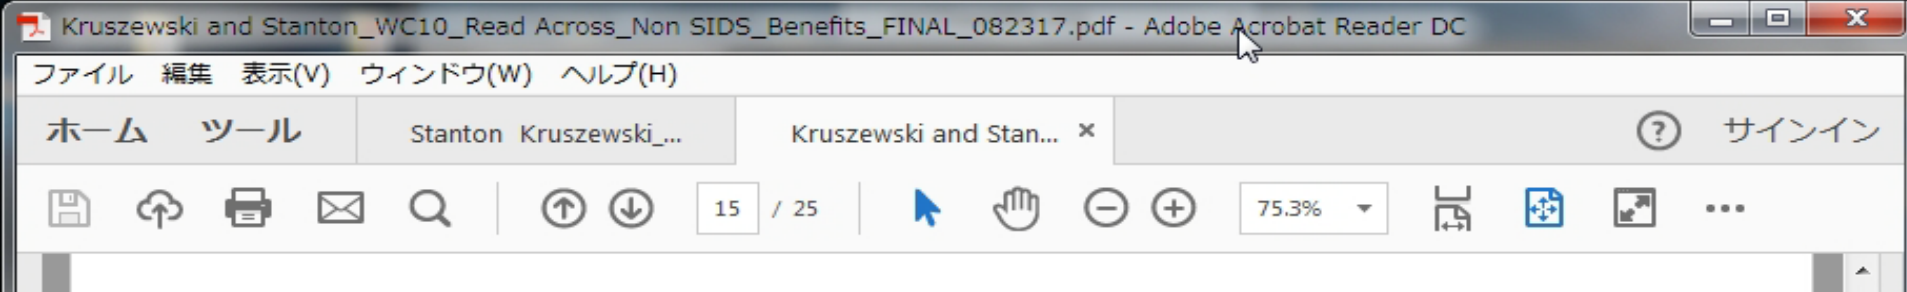 Kruszewski and Stanton_WC10_Read Across_Non SIDS_Benefits_FINAL_082317.pdf - Adobe Acrobat Reader DC
ファイル 編集 表示(V) ウィンドウ(W) ヘルプ(H)
ホーム ツール Stanton Kruszewski_... Kruszewski and Stan... × ? サインイン
15 / 25 75.3%